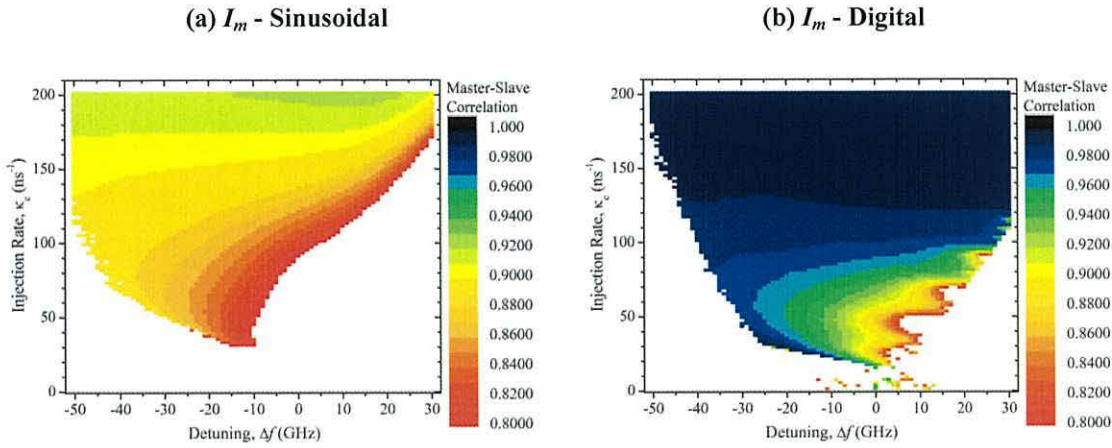 (a) I_m - Sinusoidal
(b) I_m - Digital
Master-Slave
Correlation
1.000
0.9800
0.9600
0.9400
0.9200
0.9000
0.8800
0.8600
0.8400
0.8200
0.8000
200
150
100
50
0
Injection Rate, κc (ns⁻¹)
-50 -40 -30 -20 -10 0 10 20 30
Detuning, Δf (GHz)
Master-Slave
Correlation
1.000
0.9800
0.9600
0.9400
0.9200
0.9000
0.8800
0.8600
0.8400
0.8200
0.8000
200
150
100
50
0
Injection Rate, κc (ns⁻¹)
-50 -40 -30 -20 -10 0 10 20 30
Detuning, Δf (GHz)